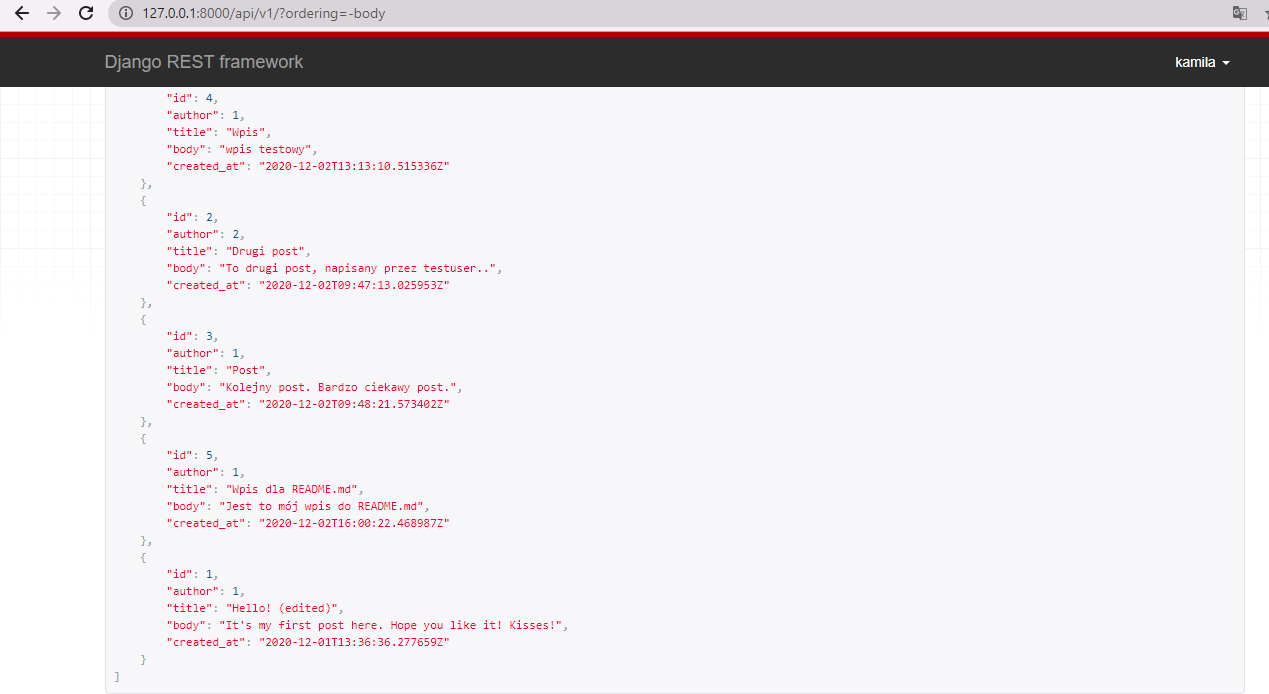 127.0.0.1:8000/api/v1/?ordering=-body
Django REST framework
kamila
"id": 4,
"author": 1,
"title": "Wpis",
"body": "wpis testowy",
"created_at": "2020-12-02T13:13:10.515336Z"
},
{
"id": 2,
"author": 2,
"title": "Drugi post",
"body": "To drugi post, napisany przez testuser..",
"created_at": "2020-12-02T09:47:13.025953Z"
},
{
"id": 3,
"author": 1,
"title": "Post",
"body": "Kolejny post. Bardzo ciekawy post.",
"created_at": "2020-12-02T09:48:21.573402Z"
},
{
"id": 5,
"author": 1,
"title": "Wpis dla README.md",
"body": "Jest to mój wpis do README.md",
"created_at": "2020-12-02T16:00:22.468987Z"
},
{
"id": 1,
"author": 1,
"title": "Hello! (edited)",
"body": "It's my first post here. Hope you like it! Kisses!",
"created_at": "2020-12-01T13:36:36.277659Z"
}
]